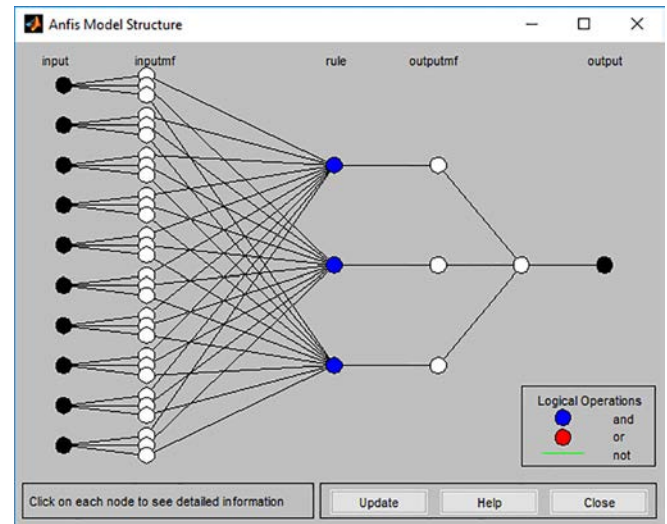 Anfis Model Structure
input inputmf rule outputmf output
Logical Operations
and
or
not
Click on each node to see detailed information
Update Help Close